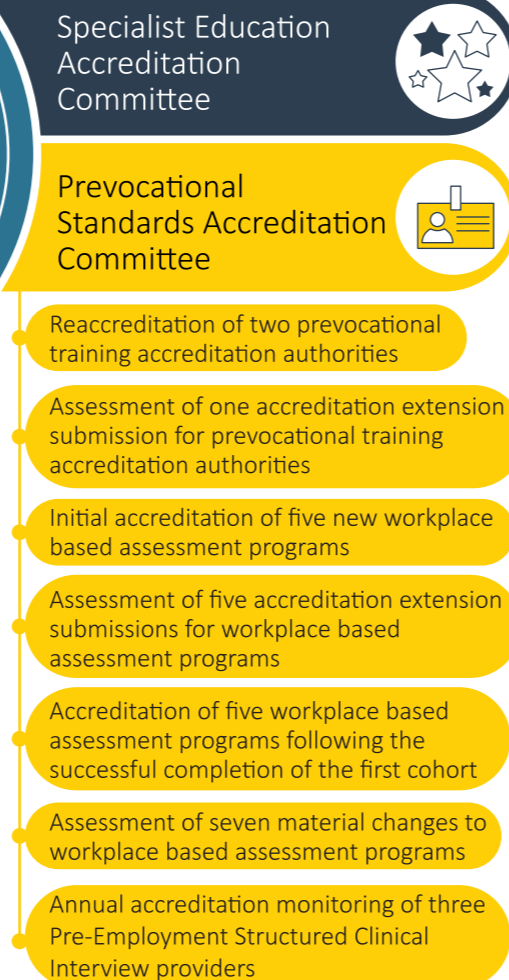 Specialist Education
Accreditation
Committee
Prevocational
Standards Accreditation
Committee
Reaccreditation of two prevocational
training accreditation authorities
Assessment of one accreditation extension
submission for prevocational training
accreditation authorities
Initial accreditation of five new workplace
based assessment programs
Assessment of five accreditation extension
submissions for workplace based
assessment programs
Accreditation of five workplace based
assessment programs following the
successful completion of the first cohort
Assessment of seven material changes to
workplace based assessment programs
Annual accreditation monitoring of three
Pre-Employment Structured Clinical
Interview providers